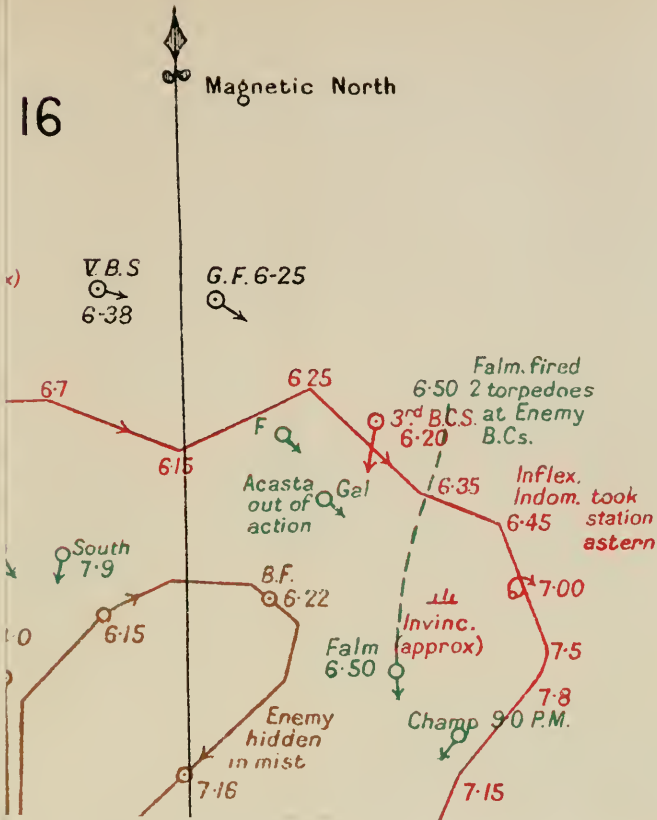 Magnetic North
16
V.B.S
6-38
G.F. 6-25
x)
6.7
6.15
6.25
F
Falm. fired
6.50 2 torpedoes
at Enemy
B.Cs.
3rd B.C.S.
6.20
Acasta
out of
action
Gal
6.35
Inflex.
Indom. took
station
astern
6.45
South
7.9
B.F.
6.22
6.15
.0
Invinc.
(approx)
7.00
Falm
6.50
7.5
7.8
Enemy
hidden
in mist
Champ 9.0 P.M.
7.16
7.15